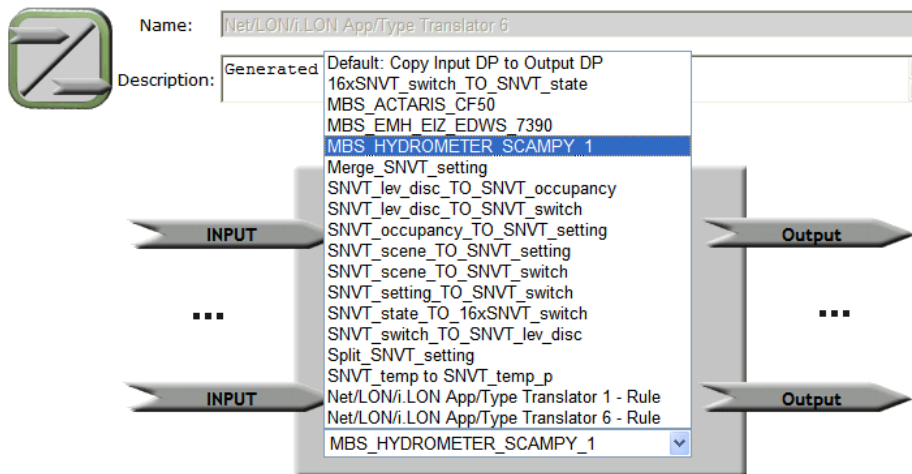 Name: Net/LON/i.LON App/Type Translator 6
Description: Generated
Default: Copy Input DP to Output DP
16xSNVT_switch_TO_SNVT_state
MBS_ACTARIS_CF50
MBS_EMH_EIZ_EDWS_7390
MBS_HYDROMETER_SCAMPY_1
Merge_SNVT_setting
SNVT_lev_disc_TO_SNVT_occupancy
SNVT_lev_disc_TO_SNVT_switch
SNVT_occupancy_TO_SNVT_setting
INPUT
Output
SNVT_scene_TO_SNVT_setting
SNVT_scene_TO_SNVT_switch
SNVT_setting_TO_SNVT_switch
SNVT_state_TO_16xSNVT_switch
...
...
SNVT_switch_TO_SNVT_lev_disc
Split_SNVT_setting
SNVT_temp to SNVT_temp_p
Net/LON/i.LON App/Type Translator 1 - Rule
INPUT
Output
Net/LON/i.LON App/Type Translator 6 - Rule
MBS_HYDROMETER_SCAMPY_1